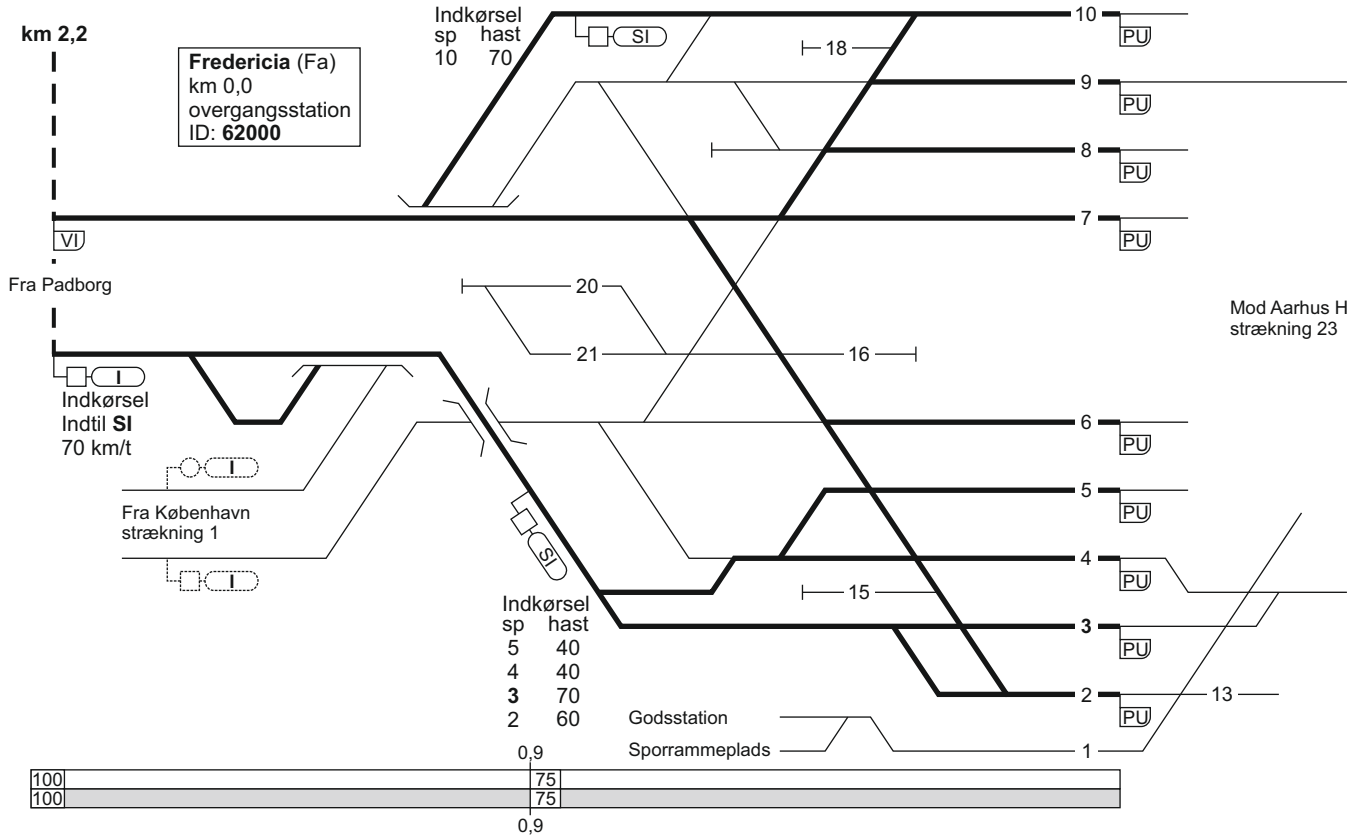 km 2,2
Fredericia (Fa)
km 0,0
overgangsstation
ID: 62000
Indkørsel
sp hast
10 70
SI
10
PU
18
9
PU
8
PU
7
PU
VI
Fra Padborg
20
21
16
Mod Aarhus H
strækning 23
I
Indkørsel
Indtil SI
70 km/t
6
PU
I
Fra København
strækning 1
I
5
PU
SI
4
PU
15
Indkørsel
sp hast
5 40
4 40
3 70
2 60
3
PU
2
PU
13
Godsstation
Sporrammeplads
1
0,9
100 75
100 75
0,9